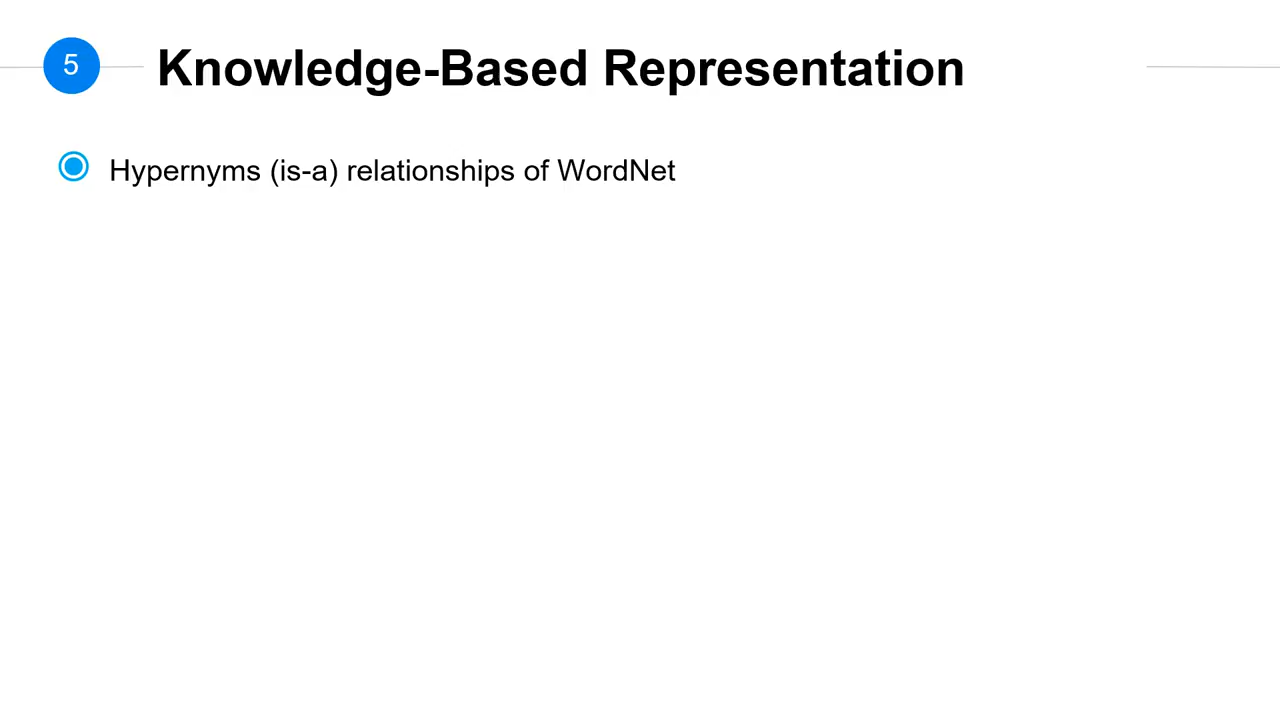 5
Knowledge-Based Representation
Hypernyms (is-a) relationships of WordNet